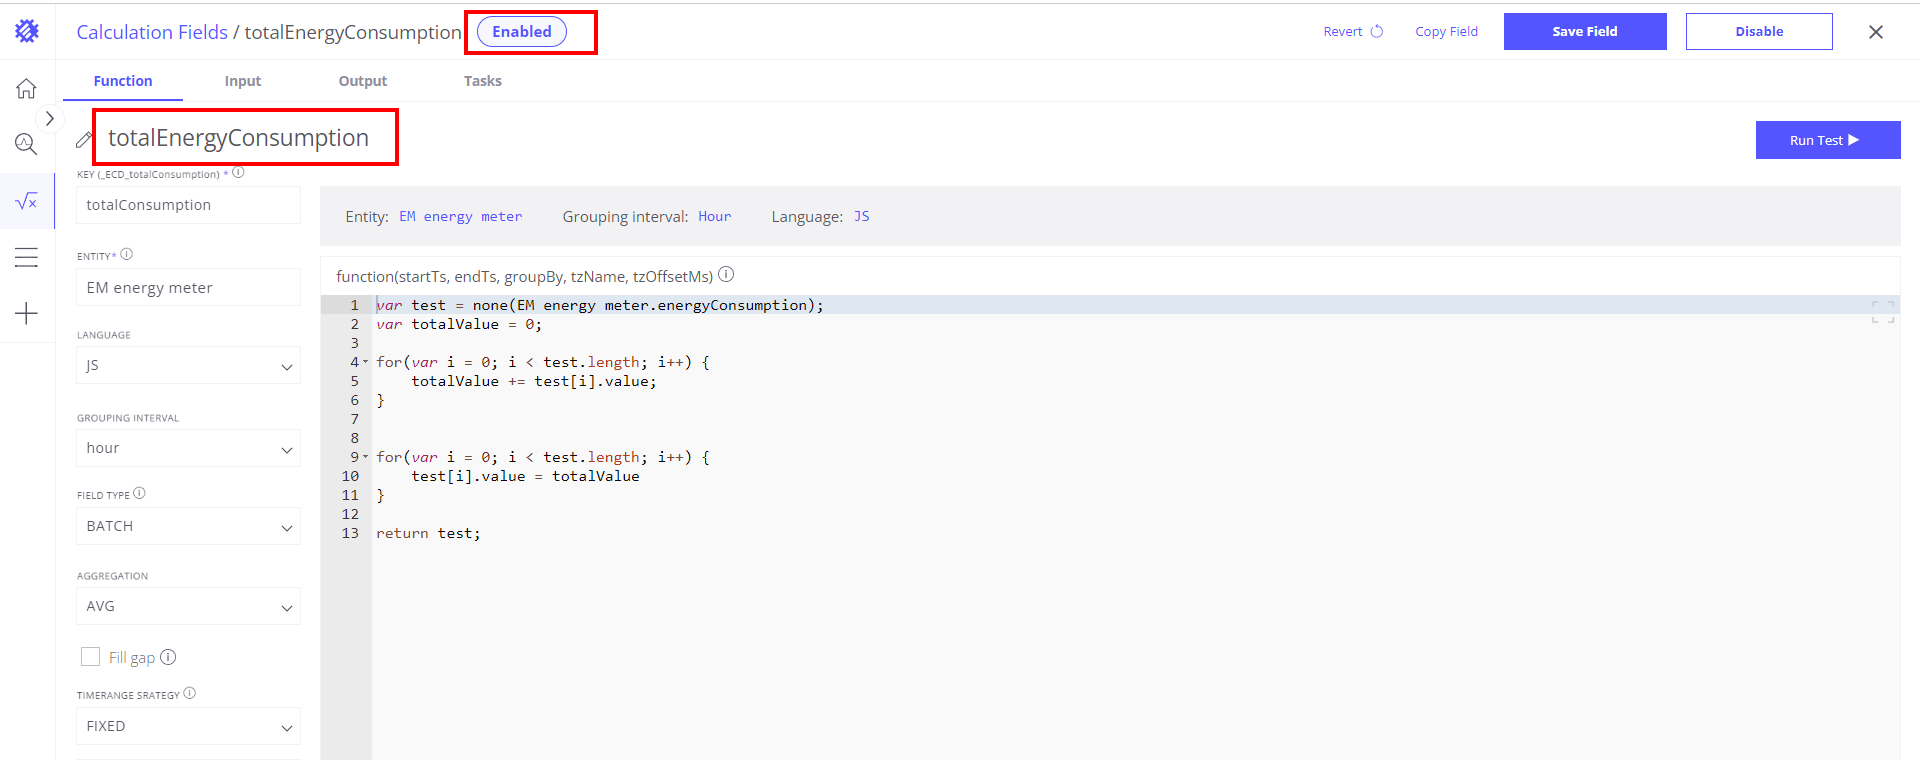 Calculation Fields / totalEnergyConsumption Enabled Revert Copy Field Save Field Disable
Function Input Output Tasks
totalEnergyConsumption
Run Test
KEY (_ECD_totalConsumption) *
totalConsumption
Entity: EM energy meter Grouping interval: Hour Language: JS
ENTITY*
EM energy meter
LANGUAGE
JS
GROUPING INTERVAL
hour
FIELD TYPE
BATCH
AGGREGATION
AVG
Fill gap
TIMERANGE SRATEGY
FIXED
function(startTs, endTs, groupBy, tzName, tzOffsetMs)
1 var test = none(EM energy meter.energyConsumption);
2 var totalValue = 0;
3
4 for(var i = 0; i < test.length; i++) {
5 totalValue += test[i].value;
6 }
7
8
9 for(var i = 0; i < test.length; i++) {
10 test[i].value = totalValue
11 }
12
13 return test;